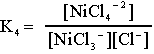 K₄ = [NiCl₄⁻²] / [NiCl₃⁻][Cl⁻]